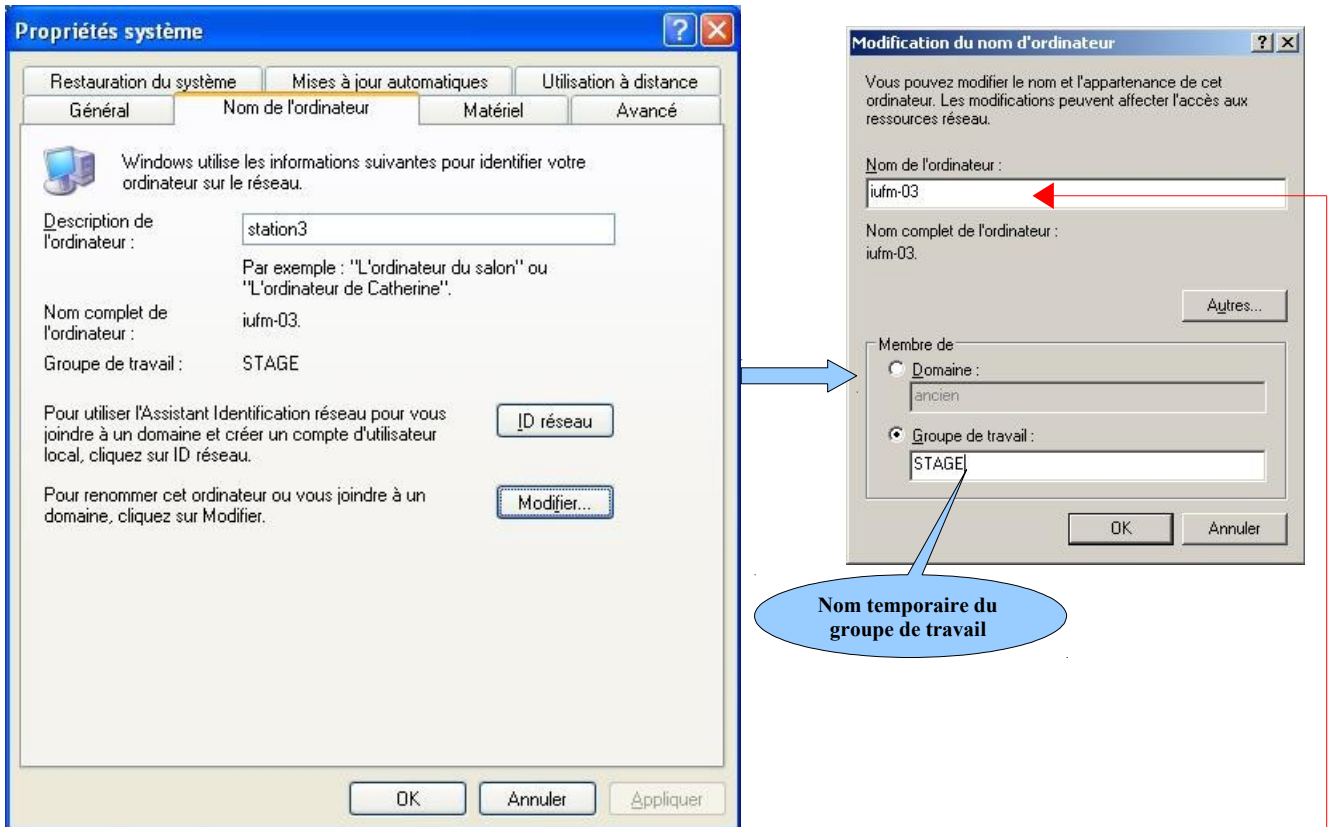 Propriétés système
Restauration du système
Mises à jour automatiques
Utilisation à distance
Général
Nom de l'ordinateur
Matériel
Avancé
Windows utilise les informations suivantes pour identifier votre
ordinateur sur le réseau.
Description de
l'ordinateur :
station3
Par exemple : "L'ordinateur du salon" ou
"L'ordinateur de Catherine".
Nom complet de
l'ordinateur :
iufm-03.
Groupe de travail :
STAGE
Pour utiliser l'Assistant Identification réseau pour vous
joindre à un domaine et créer un compte d'utilisateur
local, cliquez sur ID réseau.
ID réseau
Pour renommer cet ordinateur ou vous joindre à un
domaine, cliquez sur Modifier.
Modifier...
OK
Annuler
Appliquer
Modification du nom d'ordinateur
Vous pouvez modifier le nom et l'appartenance de cet
ordinateur. Les modifications peuvent affecter l'accès aux
ressources réseau.
Nom de l'ordinateur :
iufm-03
Nom complet de l'ordinateur :
iufm-03.
Autres...
Membre de
Domaine :
ancien
Groupe de travail :
STAGE
OK
Annuler
Nom temporaire du
groupe de travail